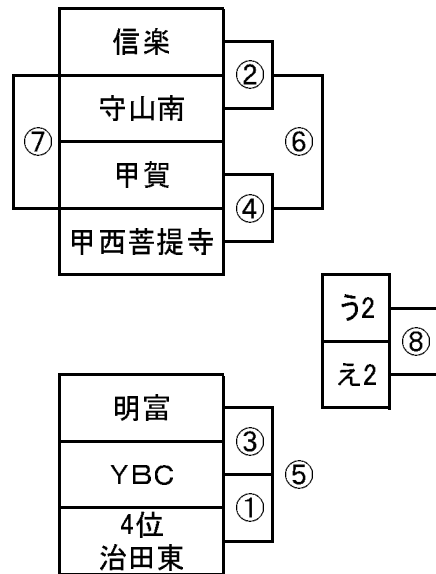 信楽
②
守山南
⑦
⑥
甲賀
④
甲西菩提寺
う2
⑧
え2
明富
③
YBC
⑤
①
4位
治田東